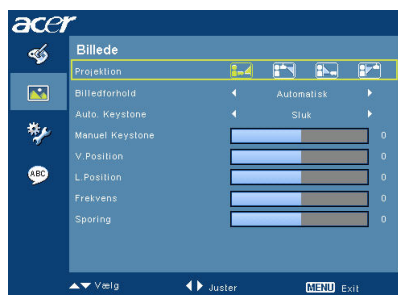 acer
Billede
Projektion
Billedforhold Automatisk
Auto. Keystone Sluk
Manuel Keystone 0
V.Position 0
L.Position 0
Frekvens 0
Sporing 0
ABC
Vælg Juster MENU Exit